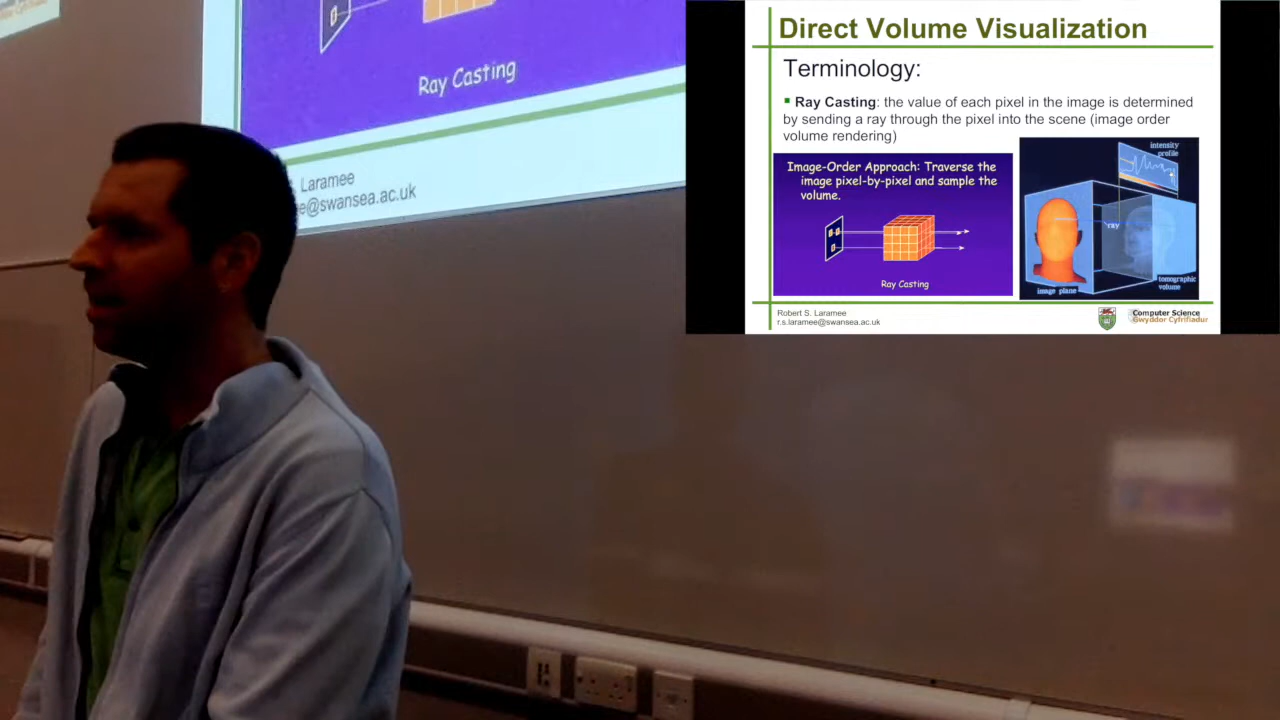 Ray Casting
Laramee
e@swansea.ac.uk
Direct Volume Visualization
Terminology:
Ray Casting: the value of each pixel in the image is determined
by sending a ray through the pixel into the scene (image order
volume rendering)
Image-Order Approach: Traverse the
image pixel-by-pixel and sample the
volume.
Ray Casting
intensity
profile
ray
image plane
tomographic
volume
Robert S. Laramee
r.s.laramee@swansea.ac.uk
Computer Science
Gwyddor Cyfrifiadur